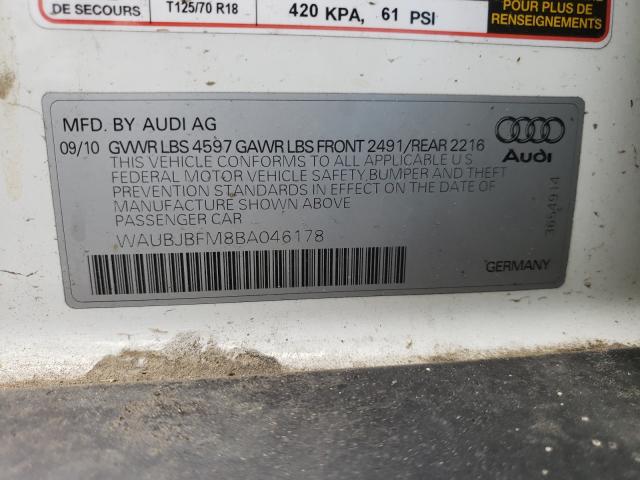 DE SECOURS T125/70 R18 420 KPA, 61 PSI
POUR PLUS DE
RENSEIGNEMENTS
MFD. BY AUDI AG
09/10 GVWR LBS 4597 GAWR LBS FRONT 2491/REAR 2216
THIS VEHICLE CONFORMS TO ALL APPLICABLE U S
FEDERAL MOTOR VEHICLE SAFETY,BUMPER AND THEFT
PREVENTION STANDARDS IN EFFECT ON THE DATE OF
MANUFACTURE SHOWN ABOVE
PASSENGER CAR
WAUBJBFM8BA046178
Audi
3654914
GERMANY